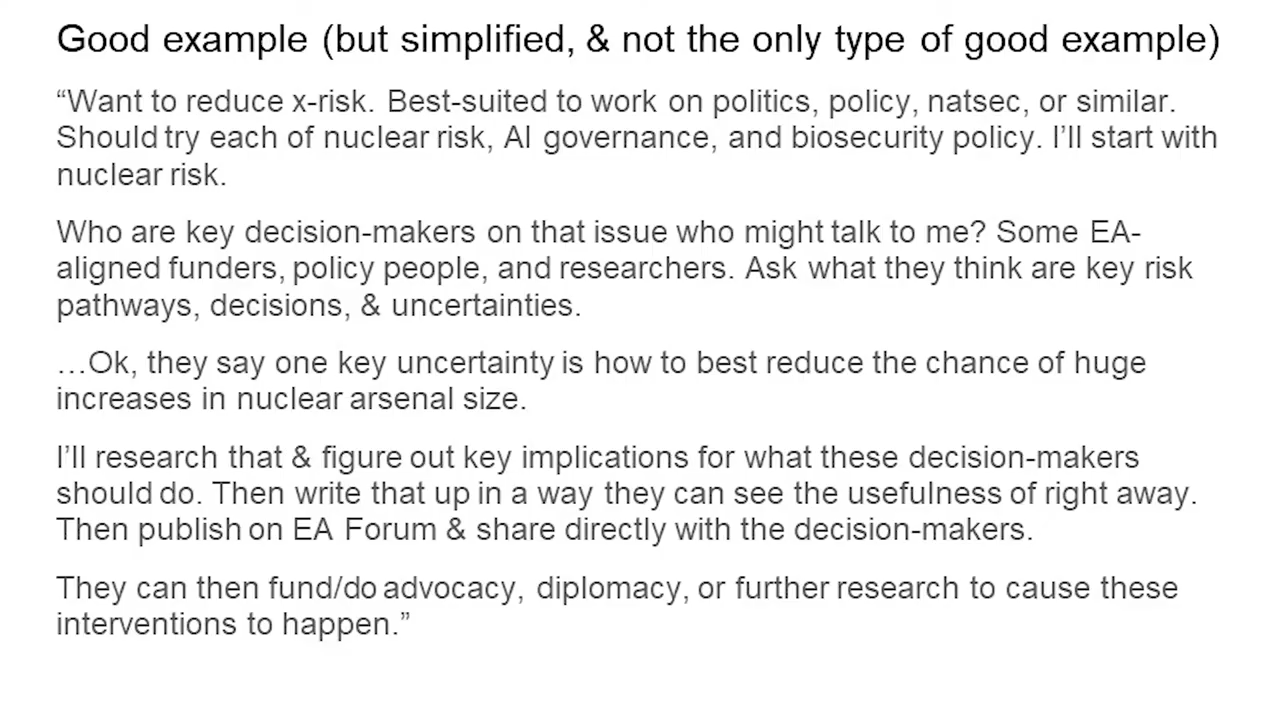 Good example (but simplified, & not the only type of good example)
“Want to reduce x-risk. Best-suited to work on politics, policy, natsec, or similar.
Should try each of nuclear risk, AI governance, and biosecurity policy. I’ll start with
nuclear risk.
Who are key decision-makers on that issue who might talk to me? Some EA-
aligned funders, policy people, and researchers. Ask what they think are key risk
pathways, decisions, & uncertainties.
…Ok, they say one key uncertainty is how to best reduce the chance of huge
increases in nuclear arsenal size.
I’ll research that & figure out key implications for what these decision-makers
should do. Then write that up in a way they can see the usefulness of right away.
Then publish on EA Forum & share directly with the decision-makers.
They can then fund/do advocacy, diplomacy, or further research to cause these
interventions to happen.”